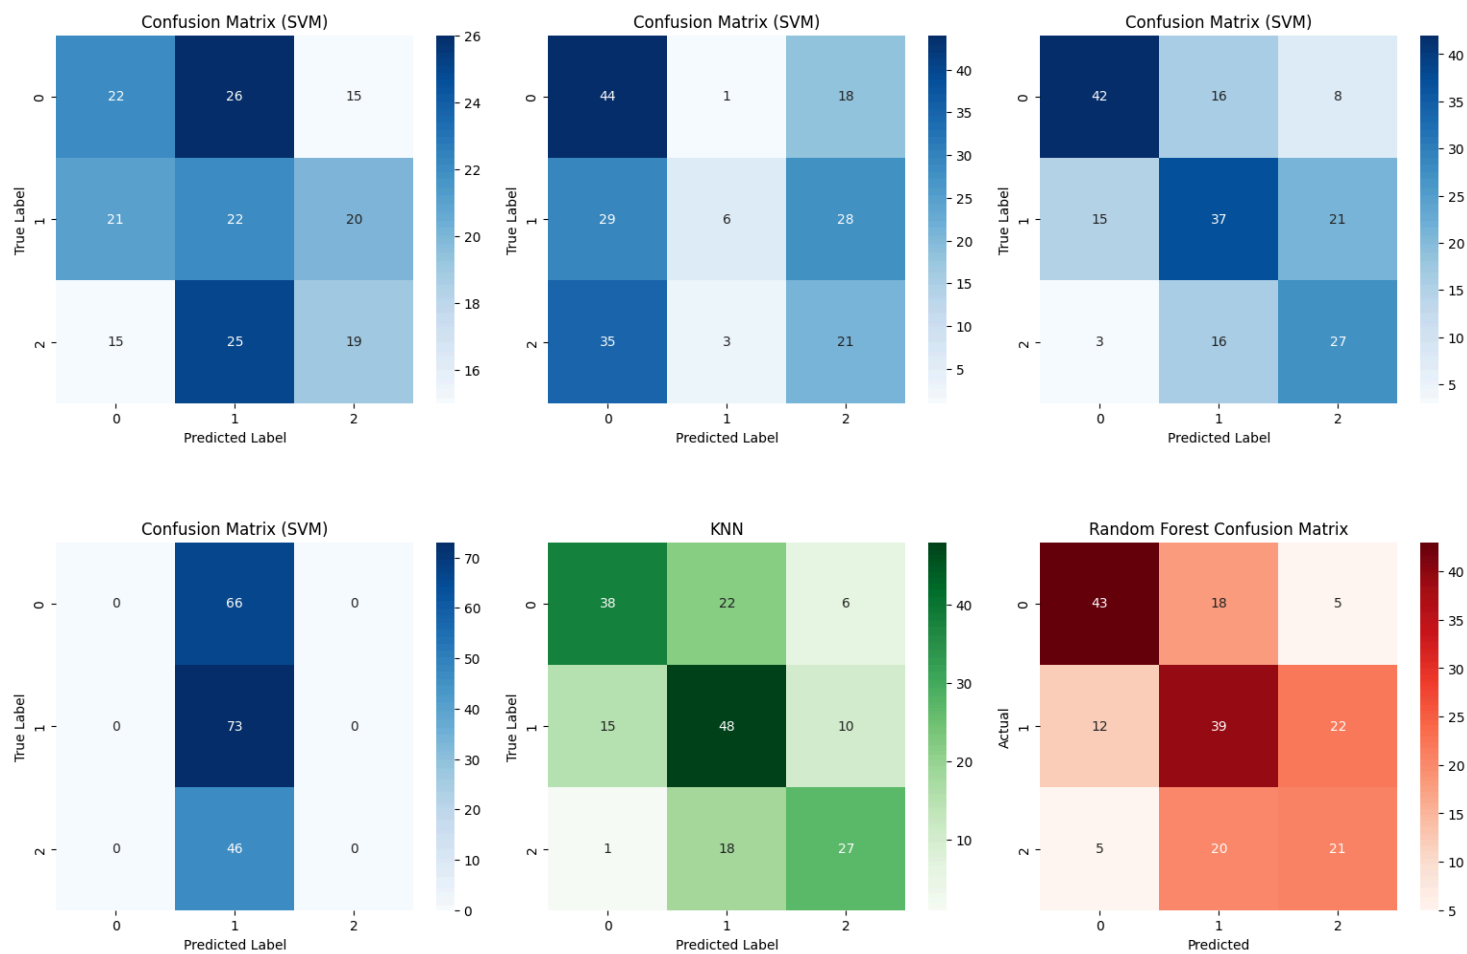 Confusion Matrix (SVM)
26
0 22 26 15
24
22
True Label
1 21 22 20
20
18
2 15 25 19
16
0 1 2
Predicted Label
Confusion Matrix (SVM)
40
0 44 1 18
35
30
25
True Label
1 29 6 28
20
15
10
2 35 3 21
5
0 1 2
Predicted Label
Confusion Matrix (SVM)
40
0 42 16 8
35
30
25
True Label
1 15 37 21
20
15
10
2 3 16 27
5
0 1 2
Predicted Label
Confusion Matrix (SVM)
70
0 0 66 0
60
50
True Label
1 0 73 0
40
30
20
2 0 46 0
10
0
0 1 2
Predicted Label
KNN
40
0 38 22 6
30
True Label
1 15 48 10
20
2 1 18 27
10
0 1 2
Predicted Label
Random Forest Confusion Matrix
40
0 43 18 5
35
30
Actual
1 12 39 22
25
20
15
2 5 20 21
10
5
0 1 2
Predicted